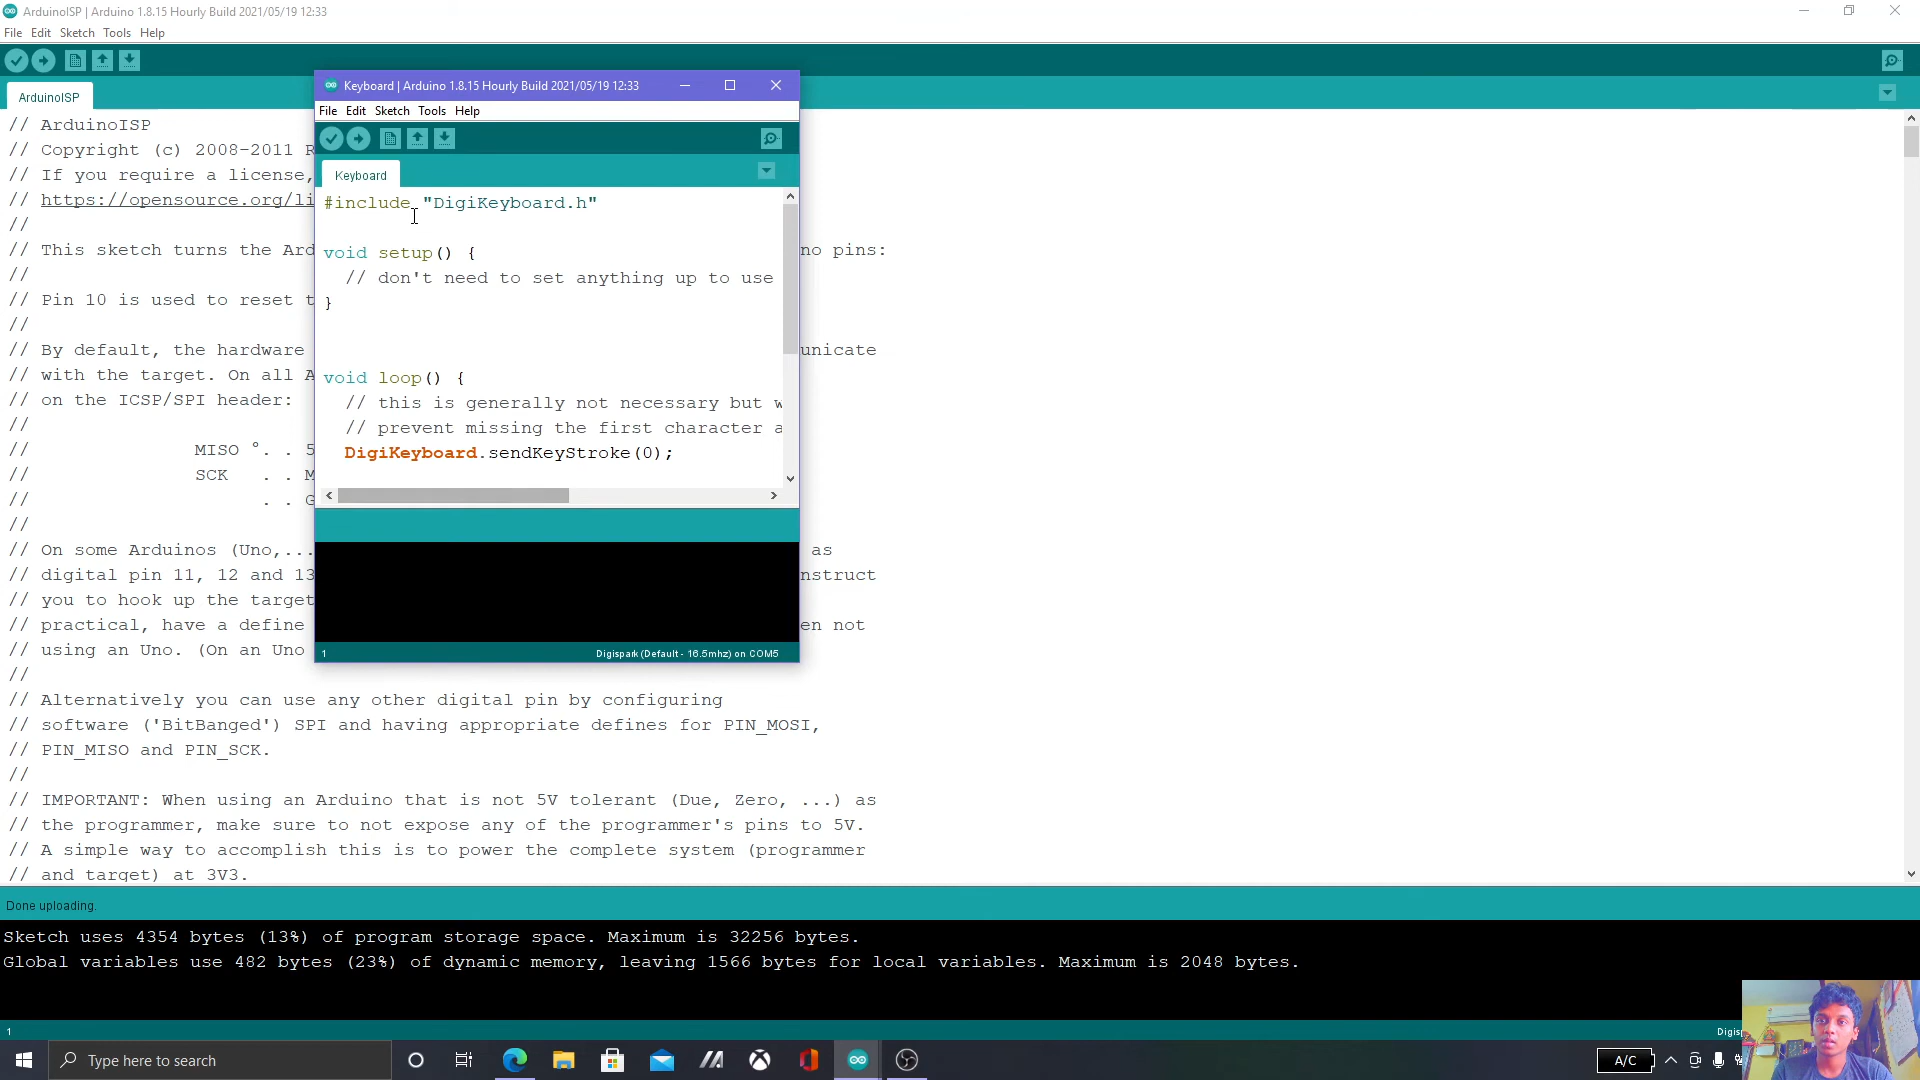 ArduinoISP | Arduino 1.8.15 Hourly Build 2021/05/19 12:33
File Edit Sketch Tools Help
ArduinoISP
// ArduinoISP
// Copyright (c) 2008-2011 R
// If you require a license,
// https://opensource.org/li
//
// This sketch turns the Ard no pins:
//
// Pin 10 is used to reset t
//
// By default, the hardware unicate
// with the target. On all A
// on the ICSP/SPI header:
//
// MISO °. . 5
// SCK . . M
// . . G
//
// On some Arduinos (Uno,... as
// digital pin 11, 12 and 13 nstruct
// you to hook up the target
// practical, have a define en not
// using an Uno. (On an Uno
//
// Alternatively you can use any other digital pin by configuring
// software ('BitBanged') SPI and having appropriate defines for PIN_MOSI,
// PIN_MISO and PIN_SCK.
//
// IMPORTANT: When using an Arduino that is not 5V tolerant (Due, Zero, ...) as
// the programmer, make sure to not expose any of the programmer's pins to 5V.
// A simple way to accomplish this is to power the complete system (programmer
// and target) at 3V3.
Keyboard | Arduino 1.8.15 Hourly Build 2021/05/19 12:33
File Edit Sketch Tools Help
Keyboard
#include "DigiKeyboard.h"
void setup() {
// don't need to set anything up to use
}
void loop() {
// this is generally not necessary but w
// prevent missing the first character a
DigiKeyboard.sendKeyStroke(0);
1 Digispark (Default - 16.5mhz) on COM5
Done uploading.
Sketch uses 4354 bytes (13%) of program storage space. Maximum is 32256 bytes.
Global variables use 482 bytes (23%) of dynamic memory, leaving 1566 bytes for local variables. Maximum is 2048 bytes.
1 Digis
Type here to search
A/C